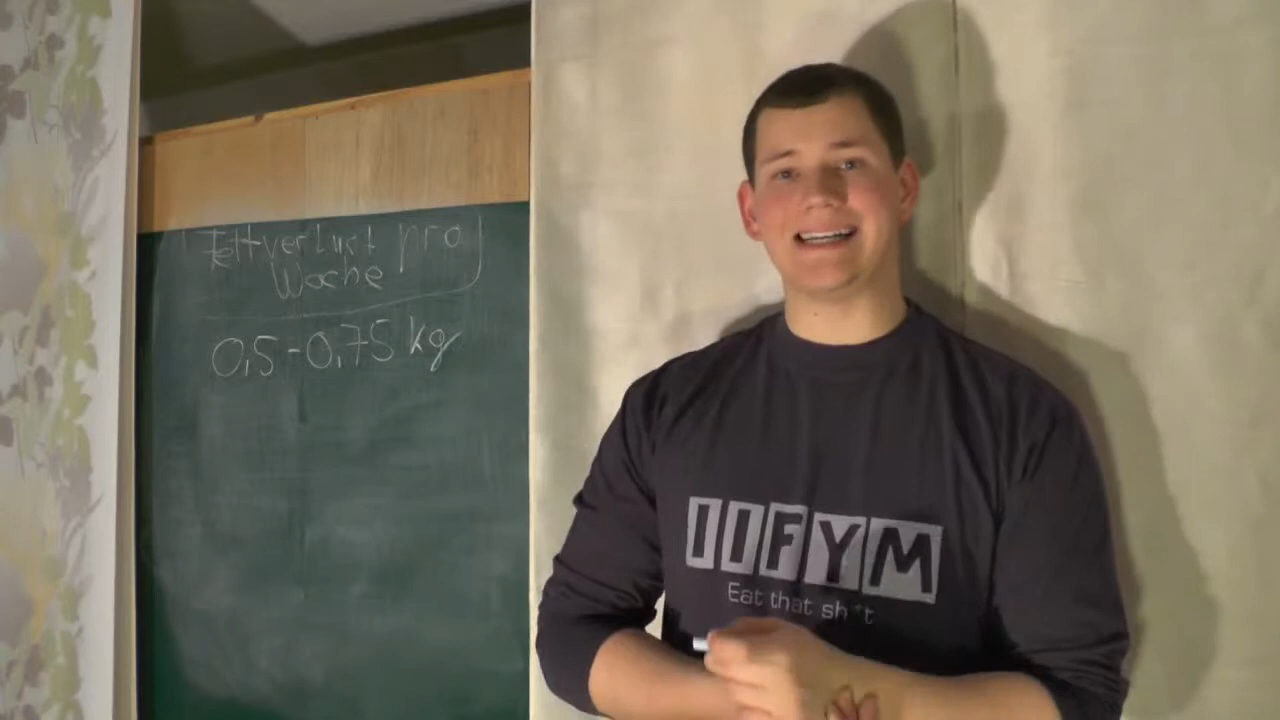 Fettverlust pro
Woche
0,5-0,75 kg
IIFYM
Eat that sh*t